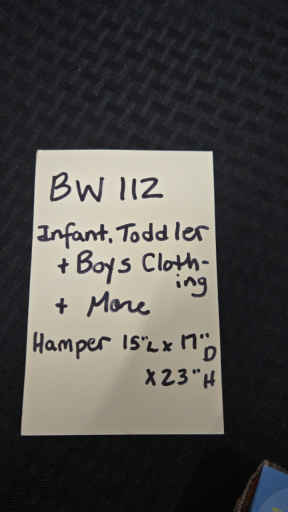 BW 112
Infant, Toddler
+ Boys Cloth-
ing
+ More
Hamper 15"L x 17"D
x 23"H